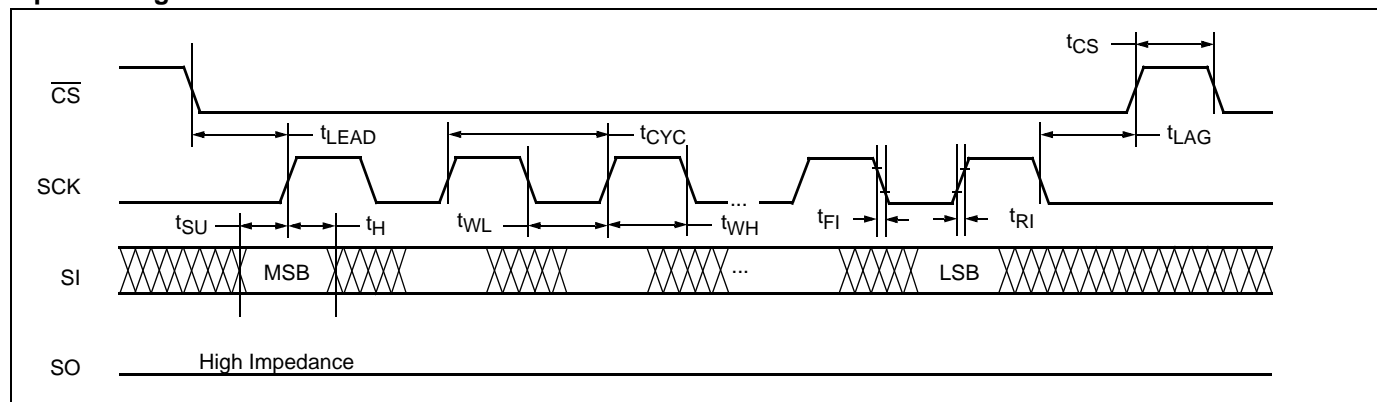 tCS
CS
tLEAD
tCYC
tLAG
SCK
...
tSU
tH
tWL
tWH
tFI
tRI
SI
MSB
...
LSB
SO
High Impedance